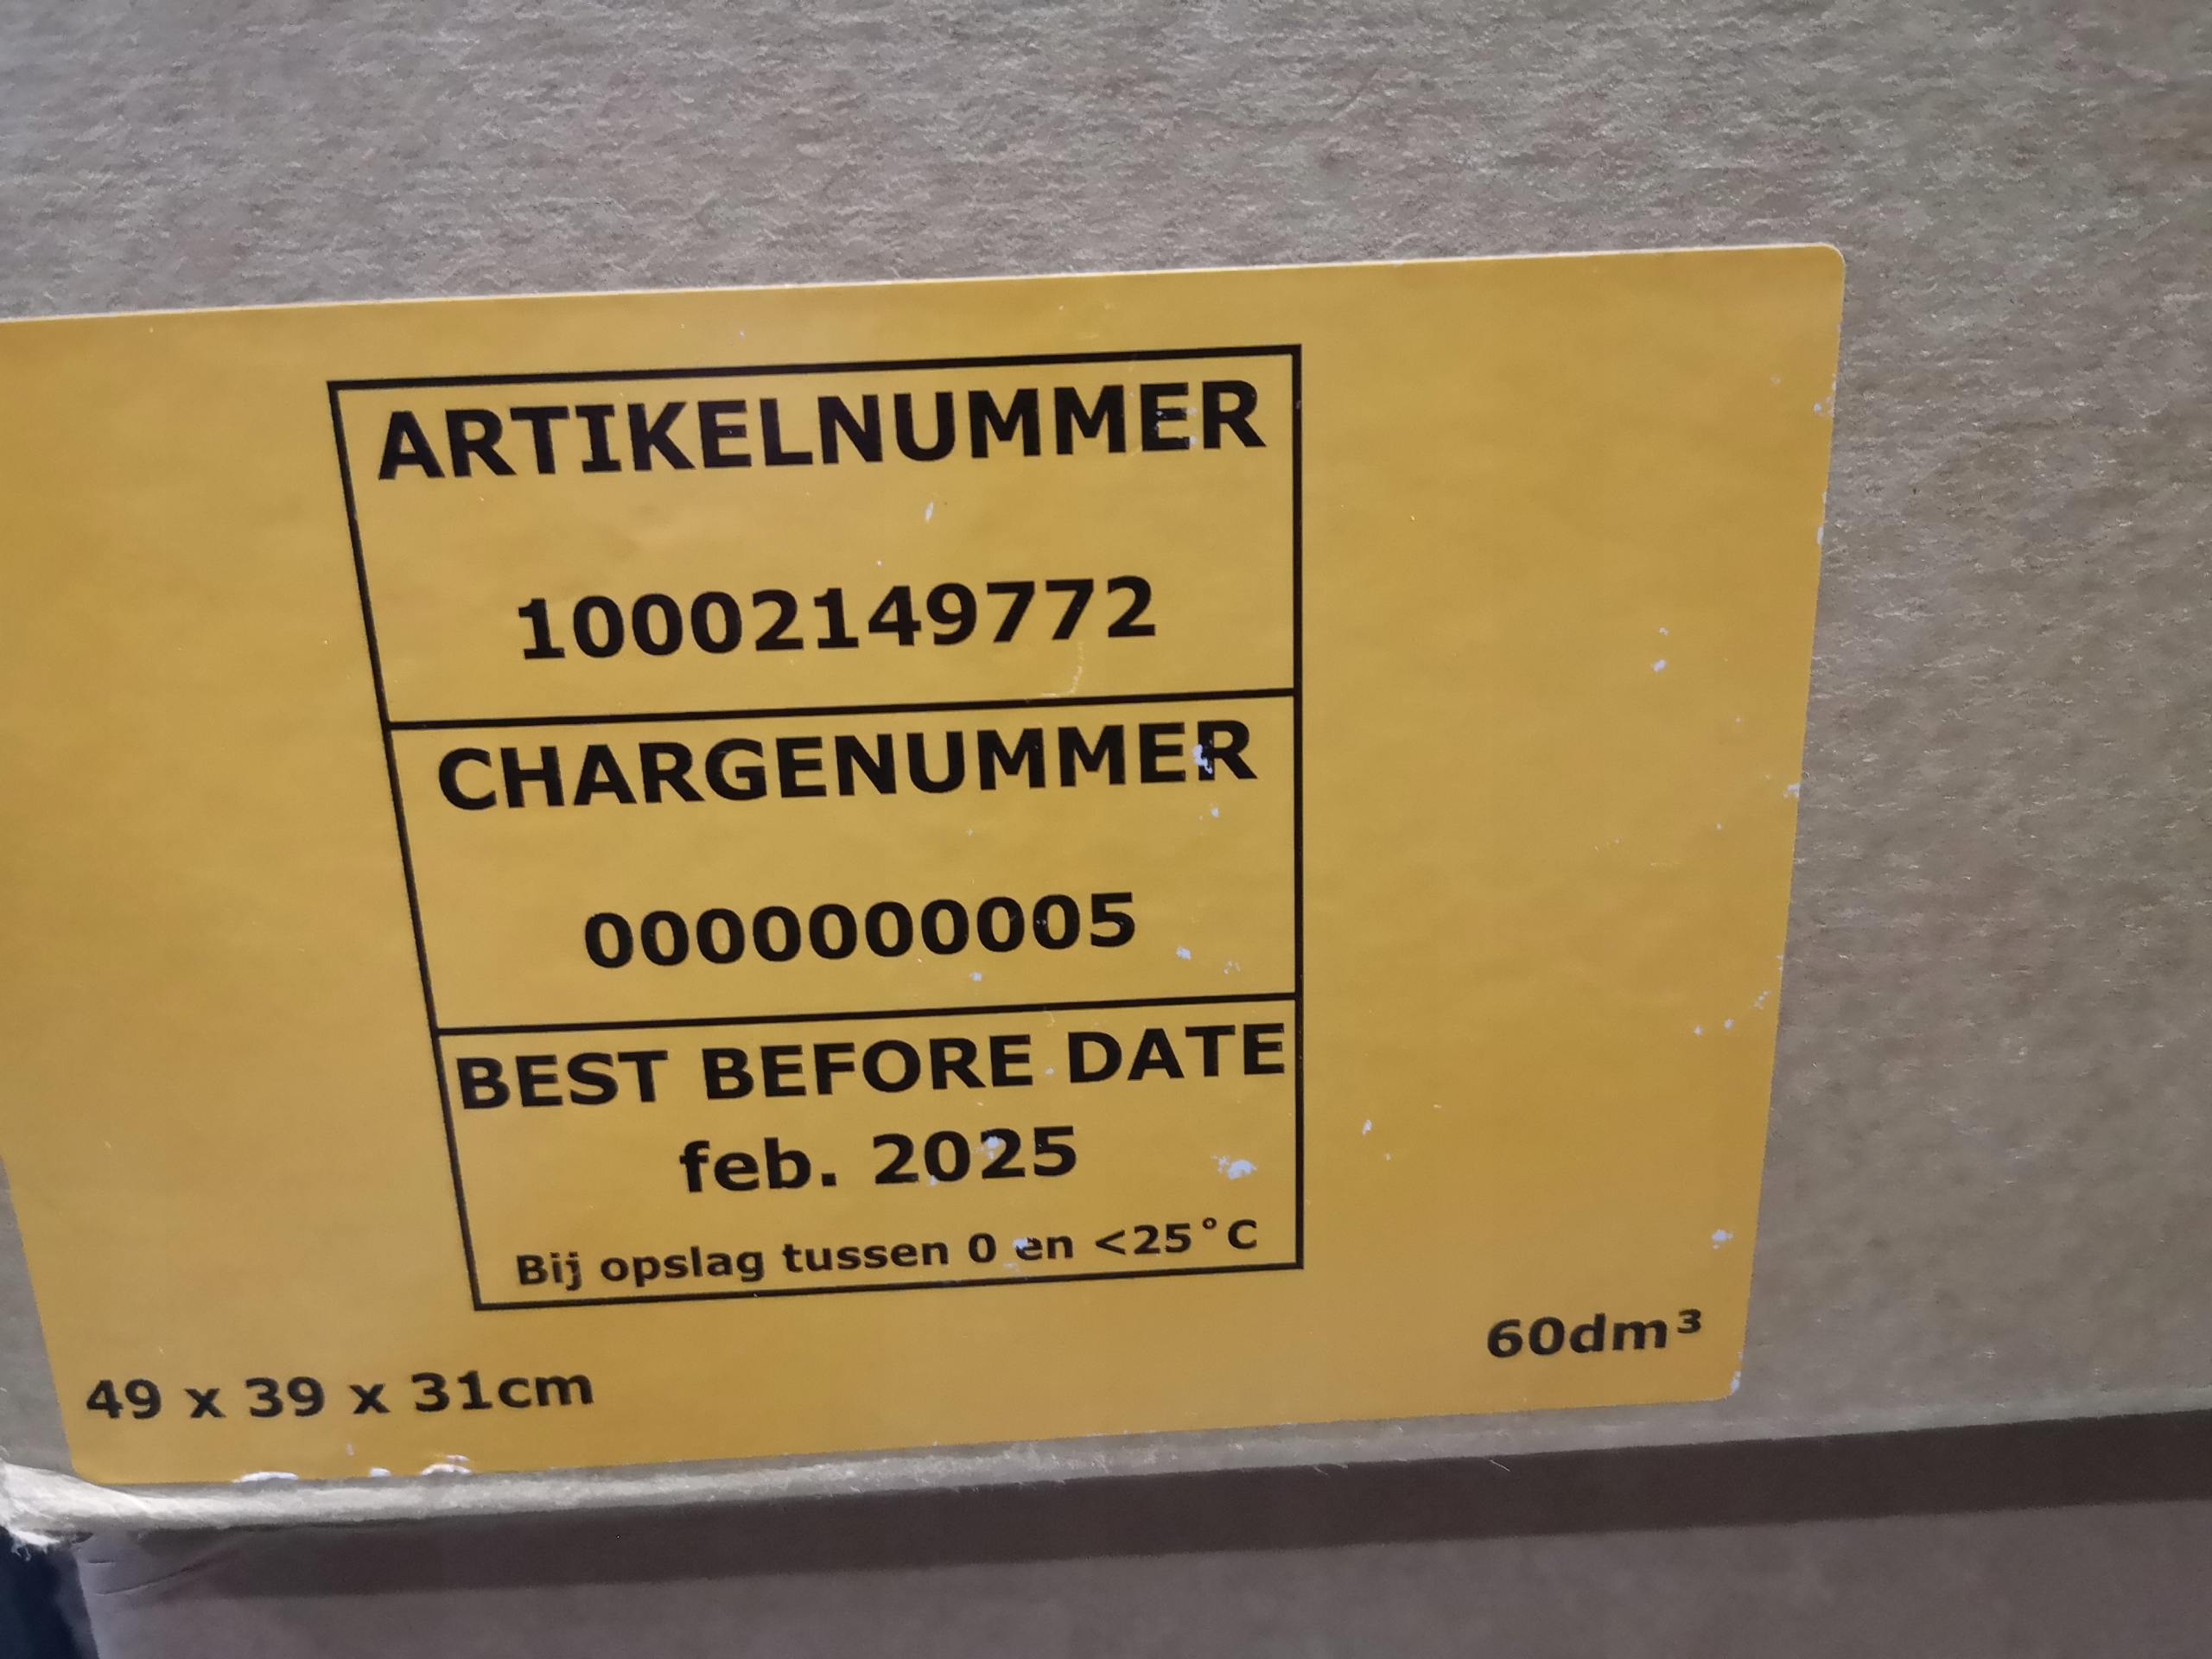 ARTIKELNUMMER
10002149772
CHARGENUMMER
0000000005
BEST BEFORE DATE
feb. 2025
Bij opslag tussen 0 en <25°C
49 x 39 x 31cm
60dm³